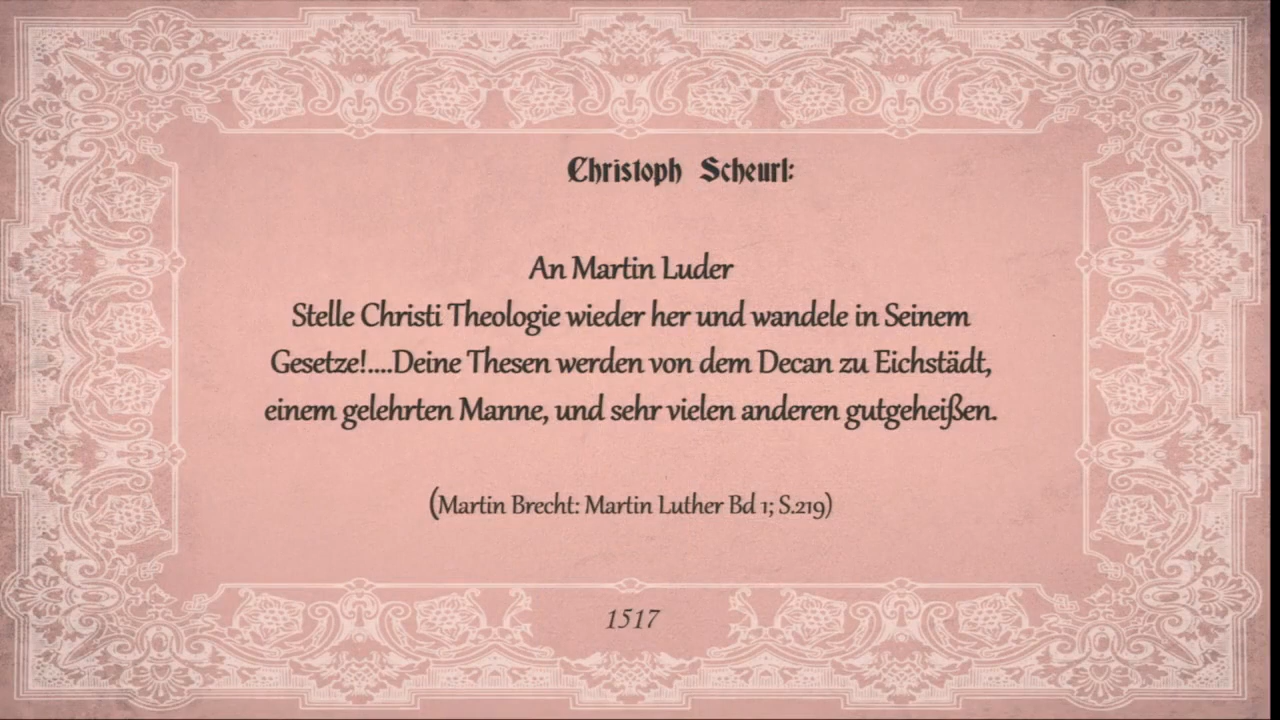 Christoph Scheurl:
An Martin Luder
Stelle Christi Theologie wieder her und wandele in Seinem
Gesetze!....Deine Thesen werden von dem Decan zu Eichstädt,
einem gelehrten Manne, und sehr vielen anderen gutgeheißen.
(Martin Brecht: Martin Luther Bd 1; S.219)
1517